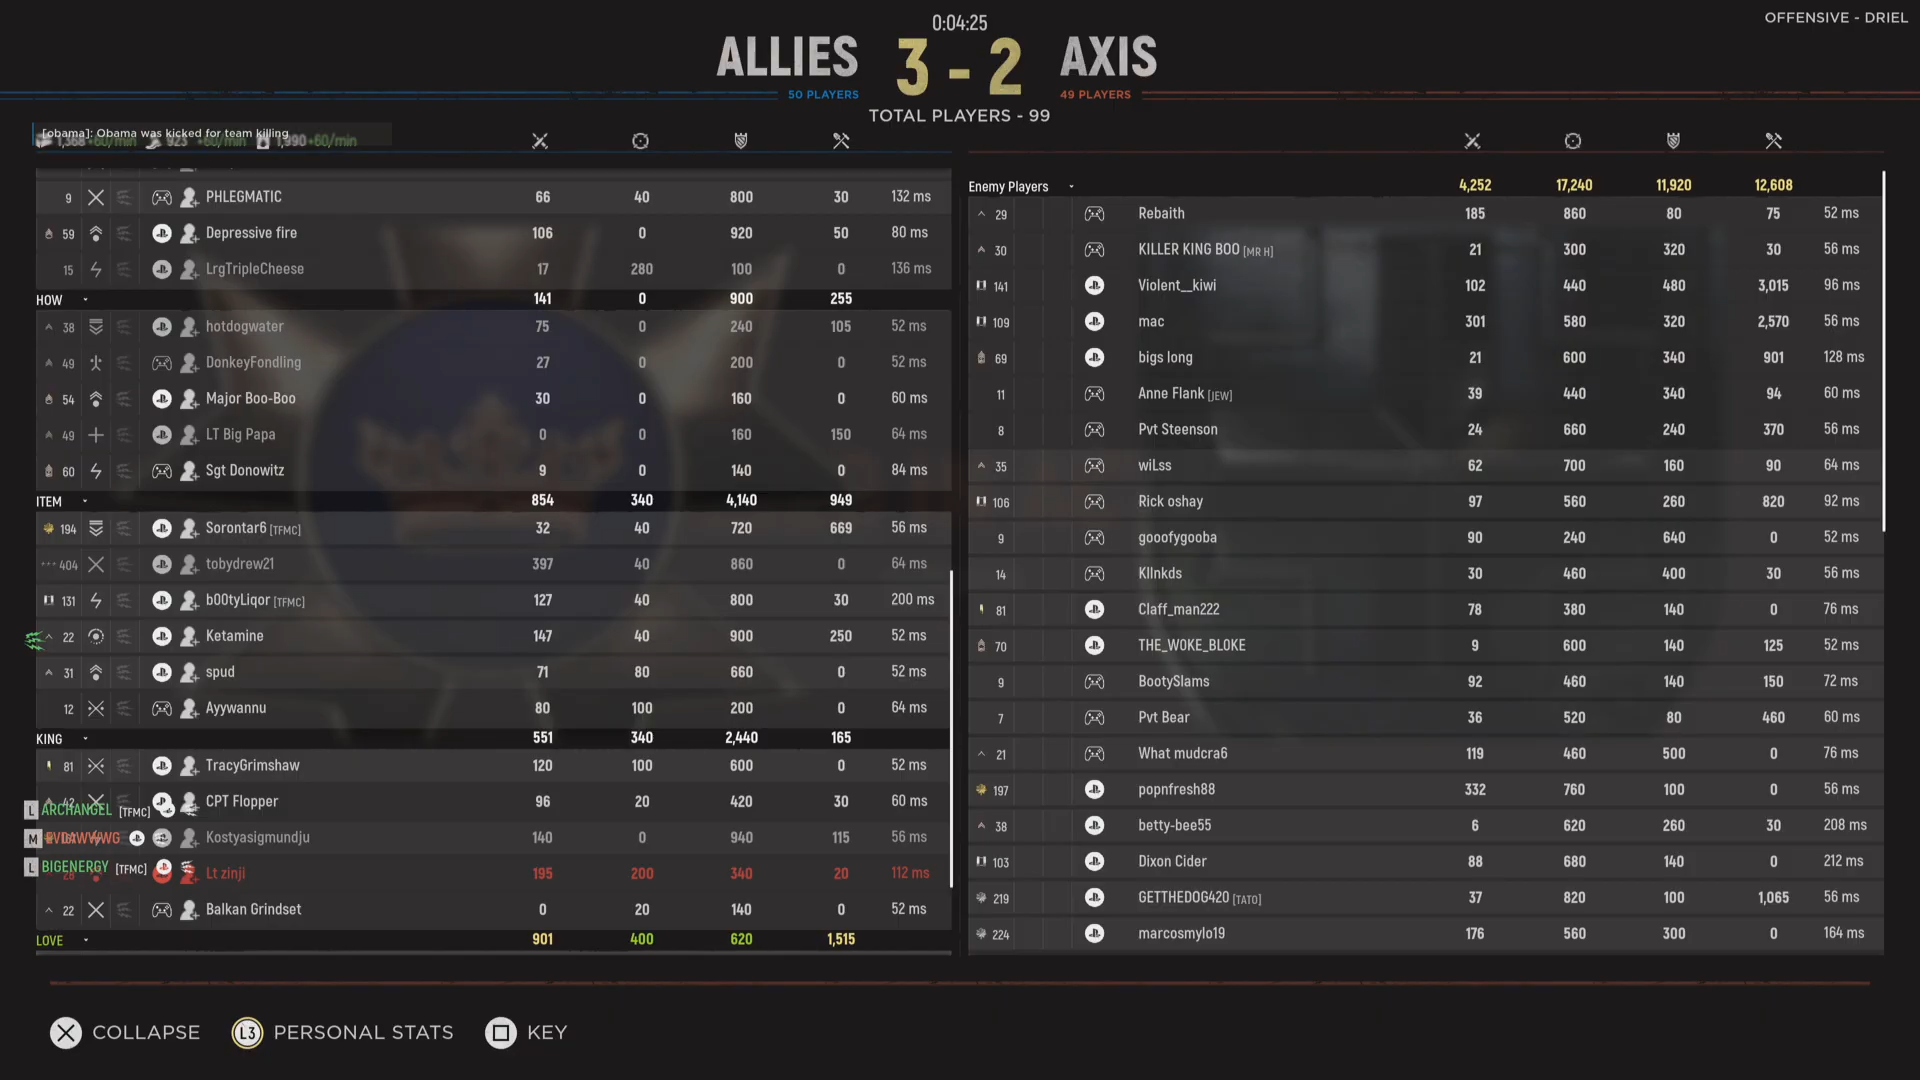 0:04:25
OFFENSIVE - DRIEL
ALLIES 3 - 2 AXIS
50 PLAYERS 49 PLAYERS
TOTAL PLAYERS - 99
[obama]: Obama was kicked for team killing
1,368 +60/min 923 +60/min 1,990 +60/min
9 PHLEGMATIC 66 40 800 30 132 ms
59 Depressive fire 106 0 920 50 80 ms
15 LrgTripleCheese 17 280 100 0 136 ms
HOW 141 0 900 255
38 hotdogwater 75 0 240 105 52 ms
49 DonkeyFondling 27 0 200 0 52 ms
54 Major Boo-Boo 30 0 160 0 60 ms
49 LT Big Papa 0 0 160 150 64 ms
60 Sgt Donowitz 9 0 140 0 84 ms
ITEM 854 340 4,140 949
194 Sorontar6 [TFMC] 32 40 720 669 56 ms
404 tobydrew21 397 40 860 0 64 ms
131 b00tyLiqor [TFMC] 127 40 800 30 200 ms
22 Ketamine 147 40 900 250 52 ms
31 spud 71 80 660 0 52 ms
12 Ayywannu 80 100 200 0 64 ms
KING 551 340 2,440 165
81 TracyGrimshaw 120 100 600 0 52 ms
42 CPT Flopper 96 20 420 30 60 ms
L ARCHANGEL [TFMC]
Kostyasigmundju 140 0 940 115 56 ms
M EVDAWWWG
L BIGENERGY [TFMC]
28 Lt zinji 195 200 340 20 112 ms
22 Balkan Grindset 0 20 140 0 52 ms
LOVE 901 400 620 1,515
Enemy Players 4,252 17,240 11,920 12,608
29 Rebaith 185 860 80 75 52 ms
30 KILLER KING BOO [MR H] 21 300 320 30 56 ms
141 Violent__kiwi 102 440 480 3,015 96 ms
109 mac 301 580 320 2,570 56 ms
69 bigs long 21 600 340 901 128 ms
11 Anne Flank [JEW] 39 440 340 94 60 ms
8 Pvt Steenson 24 660 240 370 56 ms
35 wiLss 62 700 160 90 64 ms
106 Rick oshay 97 560 260 820 92 ms
9 gooofygooba 90 240 640 0 52 ms
14 Kllnkds 30 460 400 30 56 ms
81 Claff_man222 78 380 140 0 76 ms
70 THE_WOKE_BLOKE 9 600 140 125 52 ms
9 BootySlams 92 460 140 150 72 ms
7 Pvt Bear 36 520 80 460 60 ms
21 What mudcra6 119 460 500 0 76 ms
197 popnfresh88 332 760 100 0 56 ms
38 betty-bee55 6 620 260 30 208 ms
103 Dixon Cider 88 680 140 0 212 ms
219 GETTHEDOG420 [TATO] 37 820 100 1,065 56 ms
224 marcosmylo19 176 560 300 0 164 ms
COLLAPSE L3 PERSONAL STATS KEY